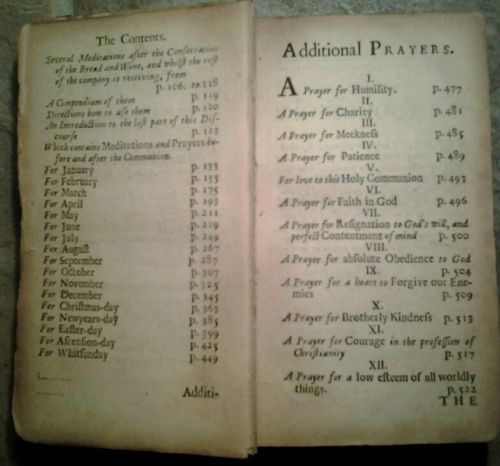 The Contents.
Several Meditations after the Consecration
of the Bread and Wine, and whilſt the reſt
of the company is receiving, from
p. 106. to 118
A Compendium of them p. 119
Directions how to uſe them p. 120
An Introduction to the laſt part of this Diſ-
courſe p. 123
Which contains Meditations and Prayers be-
fore and after the Communion.
For January p. 133
For February p. 155
For March p. 175
For April p. 193
For May p. 211
For June p. 229
For July p. 249
For Auguſt p. 267
For September p. 287
For October p. 307
For November p. 325
For December p. 345
For Chriſtmas-day p. 363
For Newyears-day p. 385
For Eaſter-day p. 399
For Aſcenſion-day p. 425
For Whitſunday p. 449
Additi-
Additional PRAYERS.
I.
A Prayer for Humility. p. 477
II.
A Prayer for Charity p. 481
III.
A Prayer for Meekneſs p. 485
IV.
A Prayer for Patience p. 489
V.
For love to this Holy Communion p. 493
VI.
A Prayer for Faith in God p. 496
VII.
A Prayer for Reſignation to God's will, and
perfect Contentment of mind p. 500
VIII.
A Prayer for abſolute Obedience to God
IX. p. 504
A Prayer for a heart to Forgive our Ene-
mies p. 509
X.
A Prayer for Brotherly Kindneſs p. 513
XI.
A Prayer for Courage in the profeſſion of
Chriſtianity p. 517
XII.
A Prayer for a low eſteem of all worldly
things. p. 522
THE